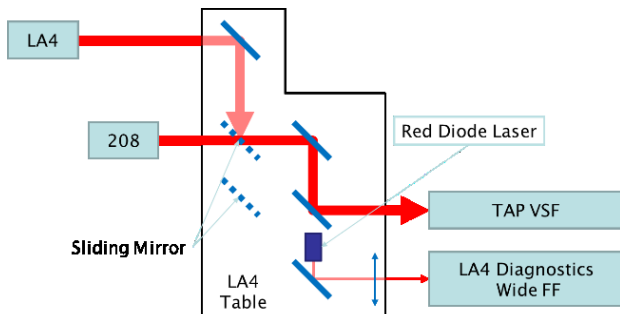 LA4
208
Red Diode Laser
TAP VSF
Sliding Mirror
LA4
Table
LA4 Diagnostics
Wide FF